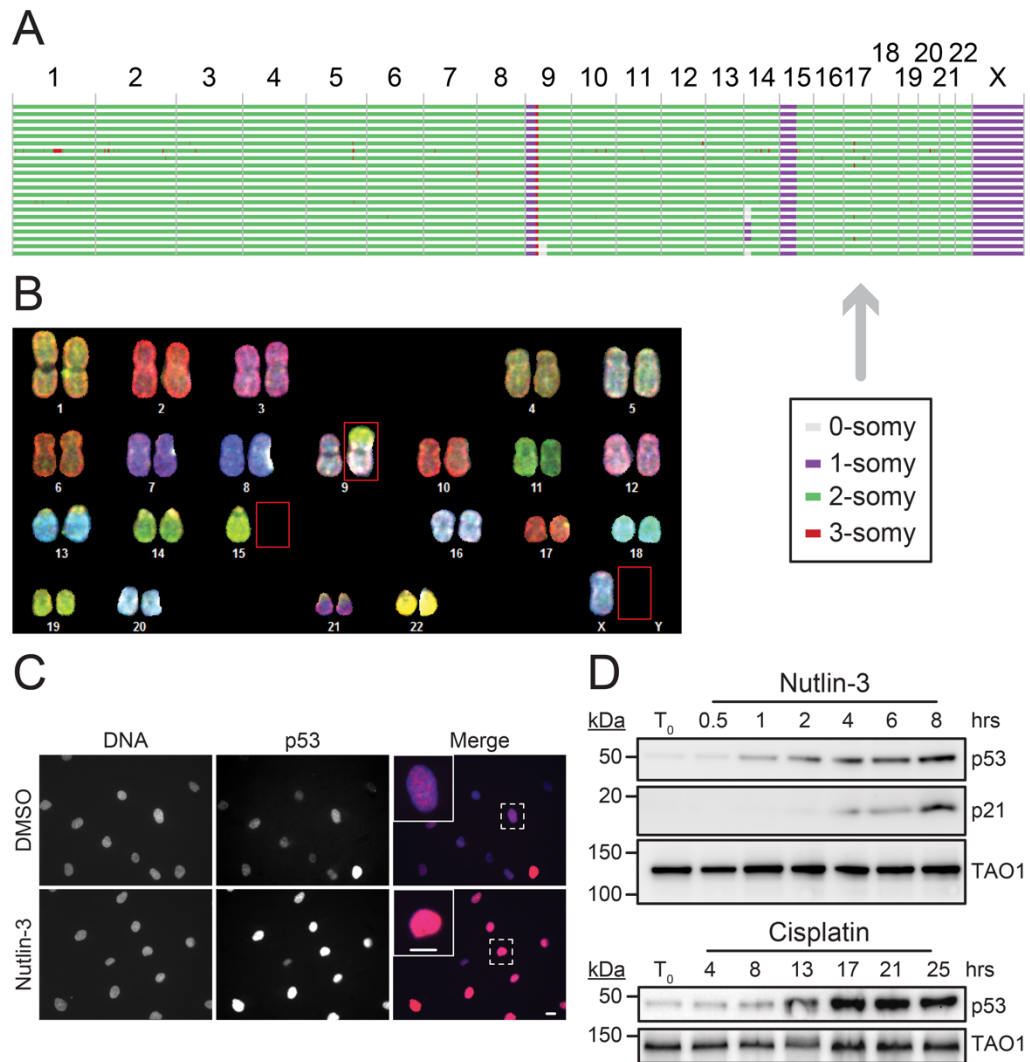 A
18 20 22
1 2 3 4 5 6 7 8 9 10 11 12 13 14 15 16 17 19 21 X
B
0-somy
1-somy
2-somy
3-somy
1 2 3 4 5
6 7 8 9 10 11 12
13 14 15 16 17 18
19 20 21 22 X Y
C
DNA p53 Merge
DMSO
Nutlin-3
D
Nutlin-3
kDa T0 0.5 1 2 4 6 8 hrs
50 p53
20 p21
150 TAO1
100
Cisplatin
kDa T0 4 8 13 17 21 25 hrs
50 p53
150 TAO1